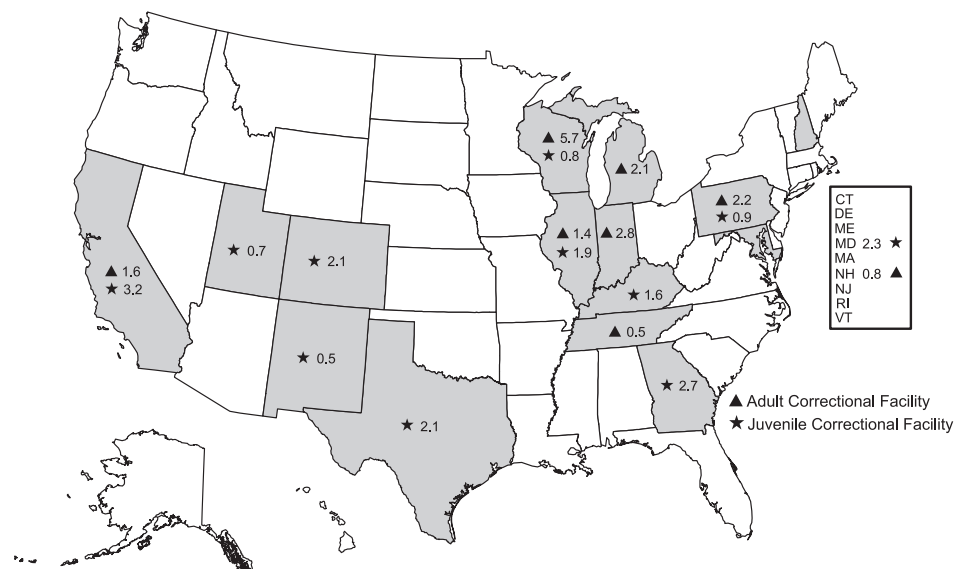 ▲ 5.7
★ 0.8
▲ 2.1
▲ 2.2
★ 0.9
▲ 1.4
★ 1.9
▲ 2.8
★ 0.7
★ 2.1
▲ 1.6
★ 3.2
★ 1.6
▲ 0.5
★ 0.5
★ 2.7
★ 2.1
CT
DE
ME
MD 2.3 ★
MA
NH 0.8 ▲
NJ
RI
VT
▲ Adult Correctional Facility
★ Juvenile Correctional Facility